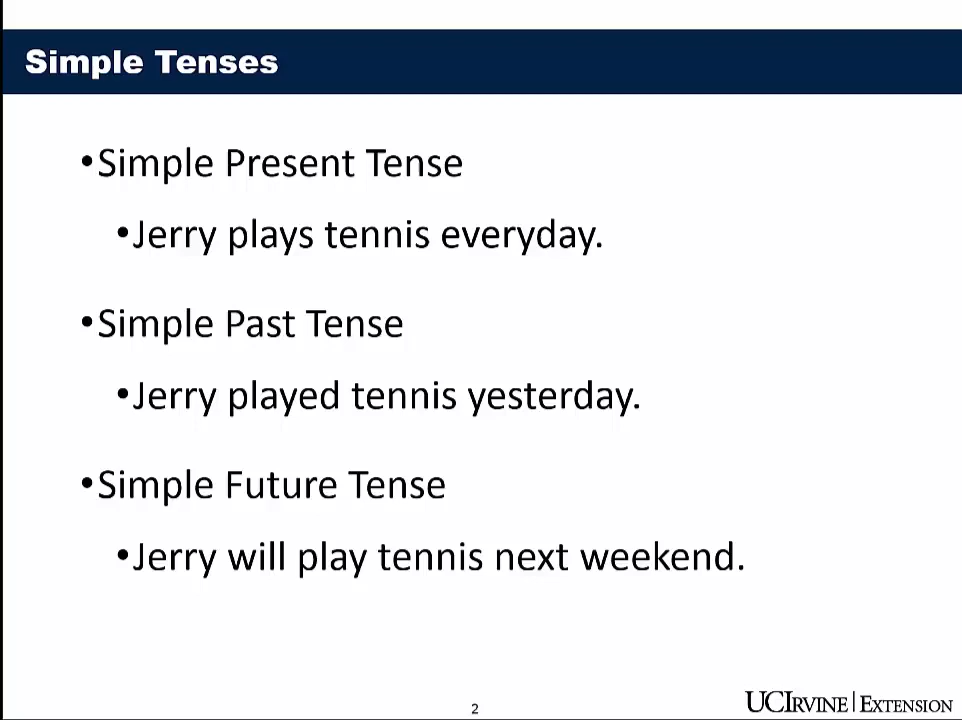 Simple Tenses
•Simple Present Tense
•Jerry plays tennis everyday.
•Simple Past Tense
•Jerry played tennis yesterday.
•Simple Future Tense
•Jerry will play tennis next weekend.
2
UCIRVINE | EXTENSION